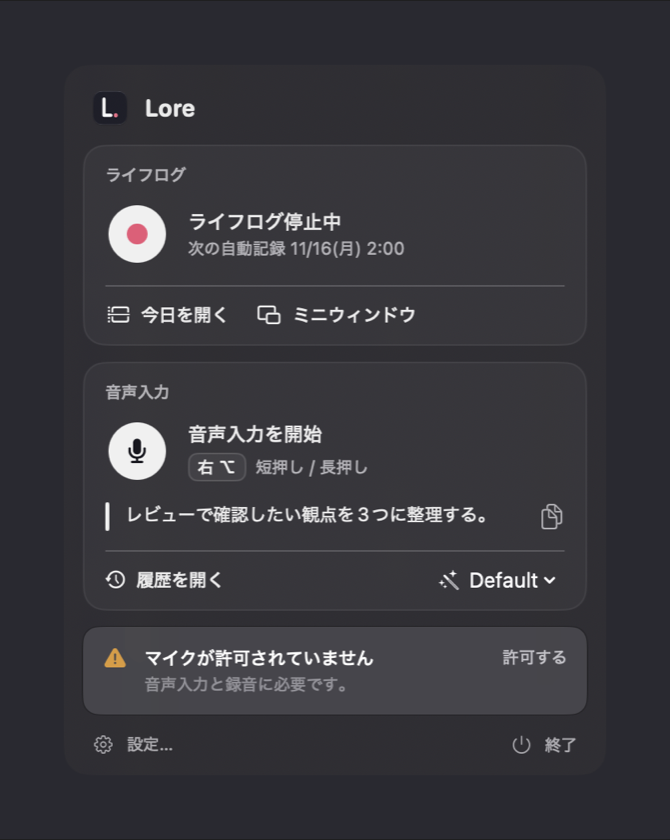 L. Lore
ライフログ
ライフログ停止中
次の自動記録 11/16(月) 2:00
今日を開く ミニウィンドウ
音声入力
音声入力を開始
右 ⌥ 短押し / 長押し
レビューで確認したい観点を3つに整理する。
履歴を開く Default
マイクが許可されていません 許可する
音声入力と録音に必要です。
設定... 終了